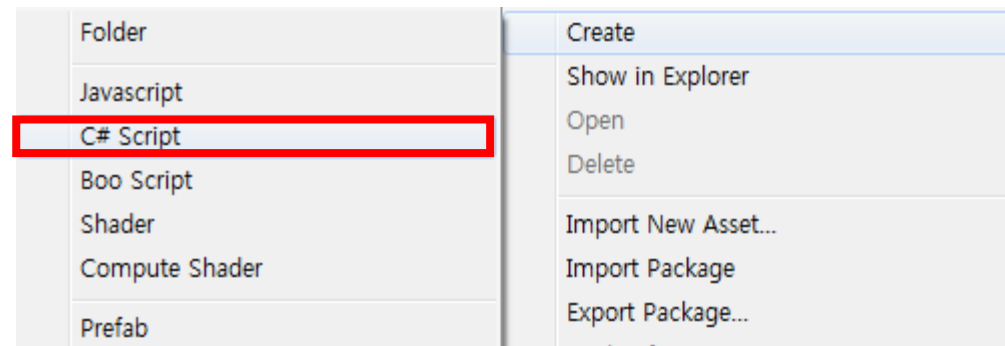 Folder
Javascript
C# Script
Boo Script
Shader
Compute Shader
Prefab
Create
Show in Explorer
Open
Delete
Import New Asset...
Import Package
Export Package...